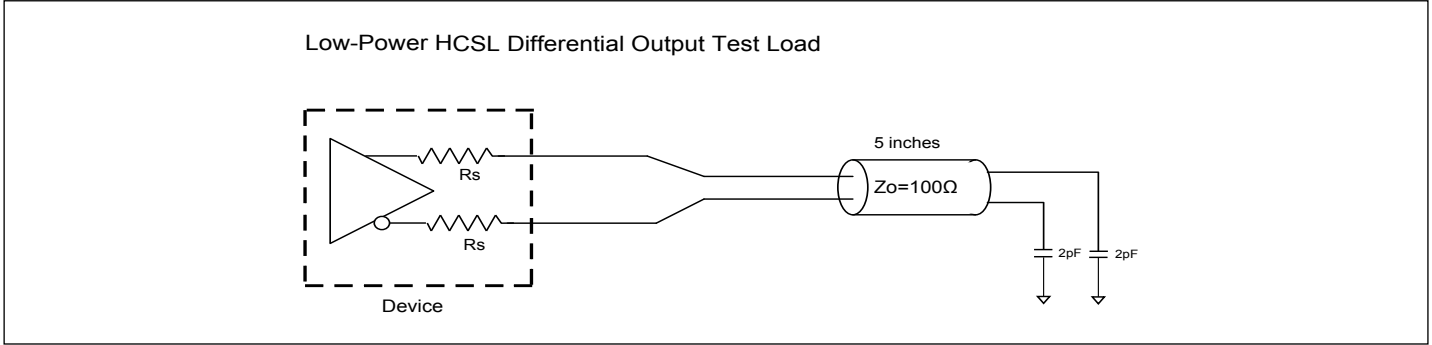 Low-Power HCSL Differential Output Test Load
5 inches
Rs
Zo=100Ω
Rs
2pF
2pF
Device